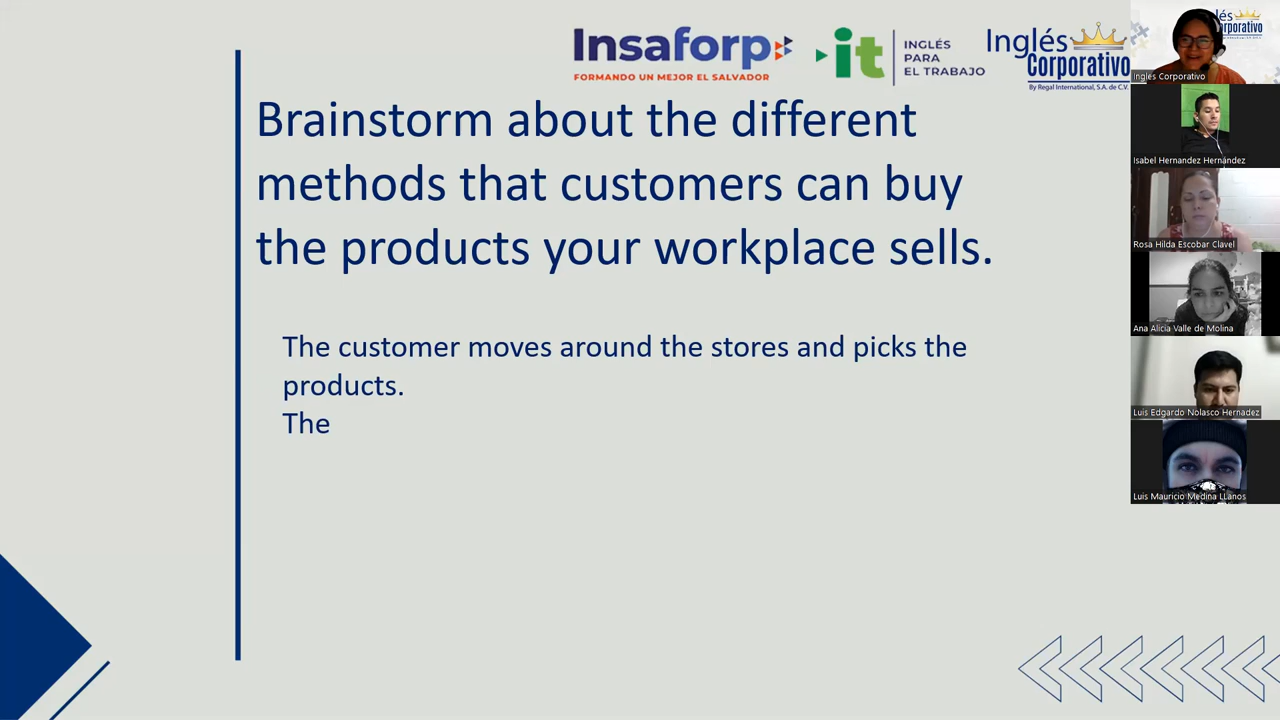 Insaforp
FORMANDO UN MEJOR EL SALVADOR
it
INGLÉS
PARA
EL TRABAJO
Inglés
Corporativo
By Regal International, S.A. de C.V.
Brainstorm about the different
methods that customers can buy
the products your workplace sells.
The customer moves around the stores and picks the
products.
The
Inglés Corporativo
Isabel Hernandez Hernández
Rosa Hilda Escobar Clavel
Ana Alicia Valle de Molina
Luis Edgardo Nolasco Hernadez
Luis Mauricio Medina LLanos